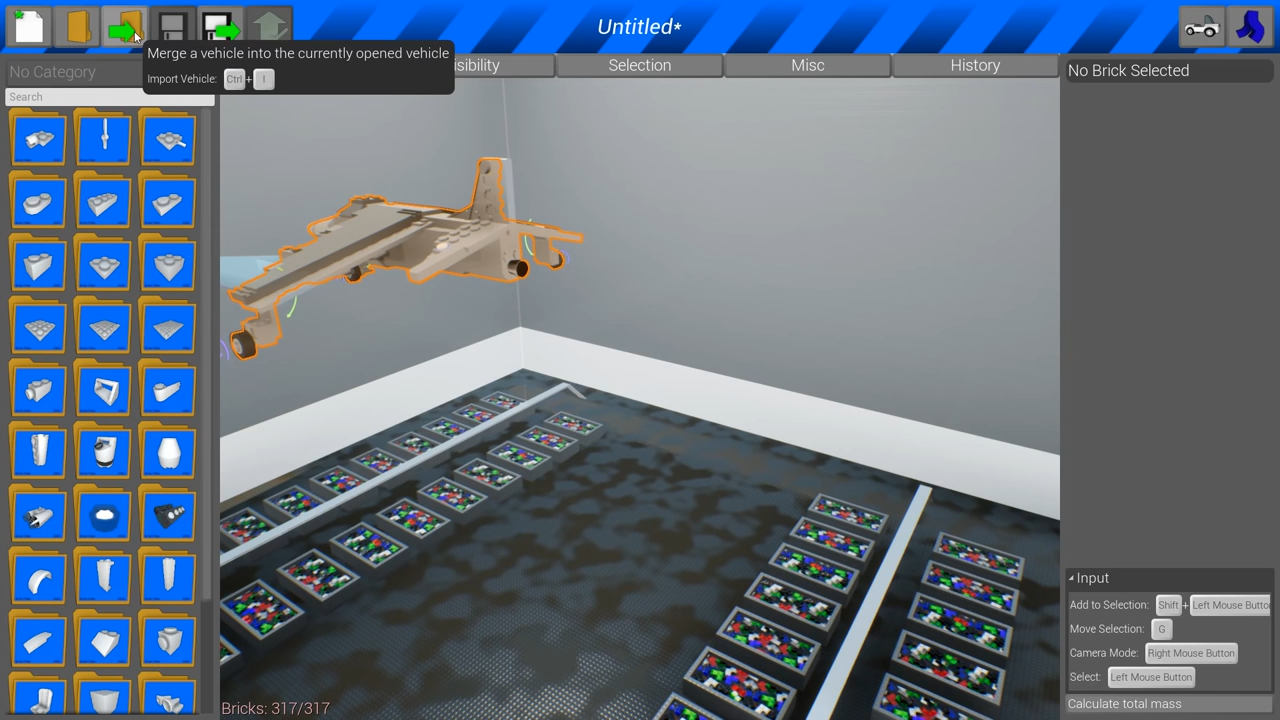 Untitled*
Merge a vehicle into the currently opened vehicle
Import Vehicle: Ctrl + I
No Category
Search
Selection
Misc
History
No Brick Selected
Input
Add to Selection: Shift + Left Mouse
Move Selection: G
Camera Mode: Right Mouse Button
Select: Left Mouse Button
Calculate total mass
Bricks: 317/317